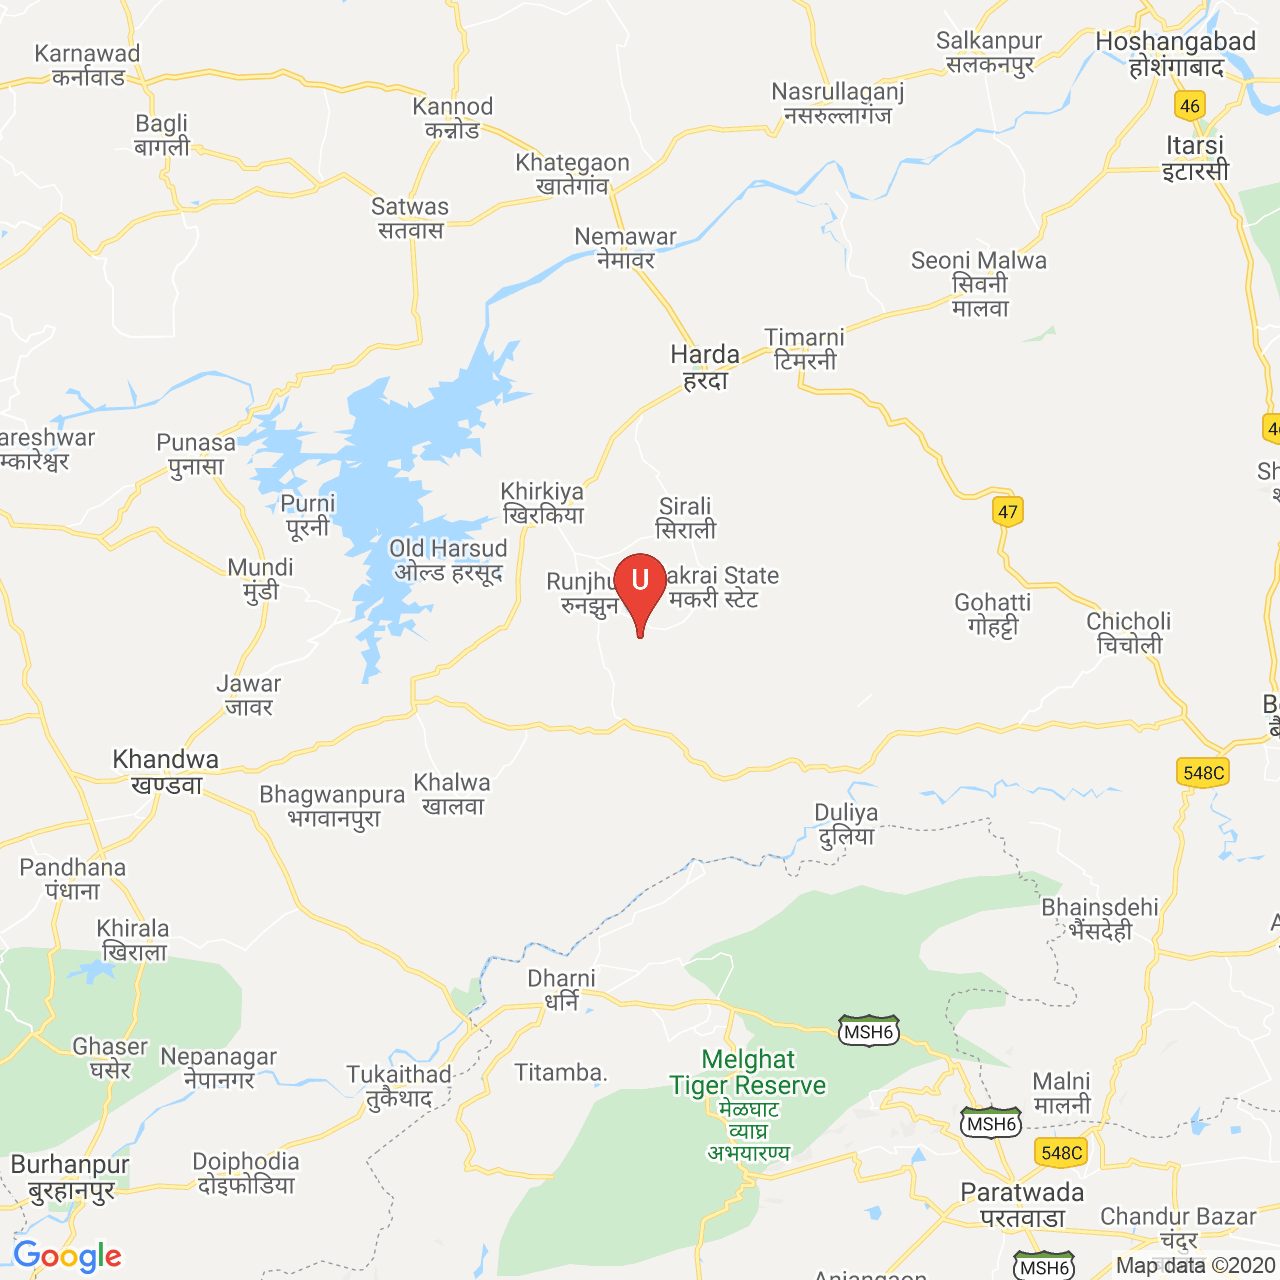 Karnawad
कर्नावाड
Salkanpur
सलकनपुर
Hoshangabad
होशंगाबाद
Nasrullaganj
नसरुल्लागंज
Kannod
कन्नोड
46
Bagli
बागली
Itarsi
इटारसी
Khategaon
खातेगांव
Satwas
सतवास
Nemawar
नेमावर
Seoni Malwa
सिवनी
मालवा
Timarni
टिमरनी
Harda
हरदा
areshwar
म्कारेश्वर
Punasa
पुनासा
Khirkiya
खिरकिया
Purni
पूरनी
Sirali
सिराली
47
Old Harsud
ओल्ड हरसूद
Mundi
मुंडी
Runjhu
रुनझुन
U
akrai State
मकरी स्टेट
Gohatti
गोहट्टी
Chicholi
चिचोली
Jawar
जावर
Khandwa
खण्डवा
548C
Khalwa
खालवा
Bhagwanpura
भगवानपुरा
Duliya
दुलिया
Pandhana
पंधाना
Khirala
खिराला
Bhainsdehi
भैंसदेही
Dharni
धर्नि
MSH6
Ghaser
घसेर
Nepanagar
नेपानगर
Tukaithad
तुकैथाद
Titamba.
Melghat
Tiger Reserve
मेळघाट
व्याघ्र
अभयारण्य
Malni
मालनी
MSH6
548C
Burhanpur
बुरहानपुर
Doiphodia
दोइफोडिया
Paratwada
परतवाडा
Chandur Bazar
चंदुर
Google
MSH6
Map data ©2020